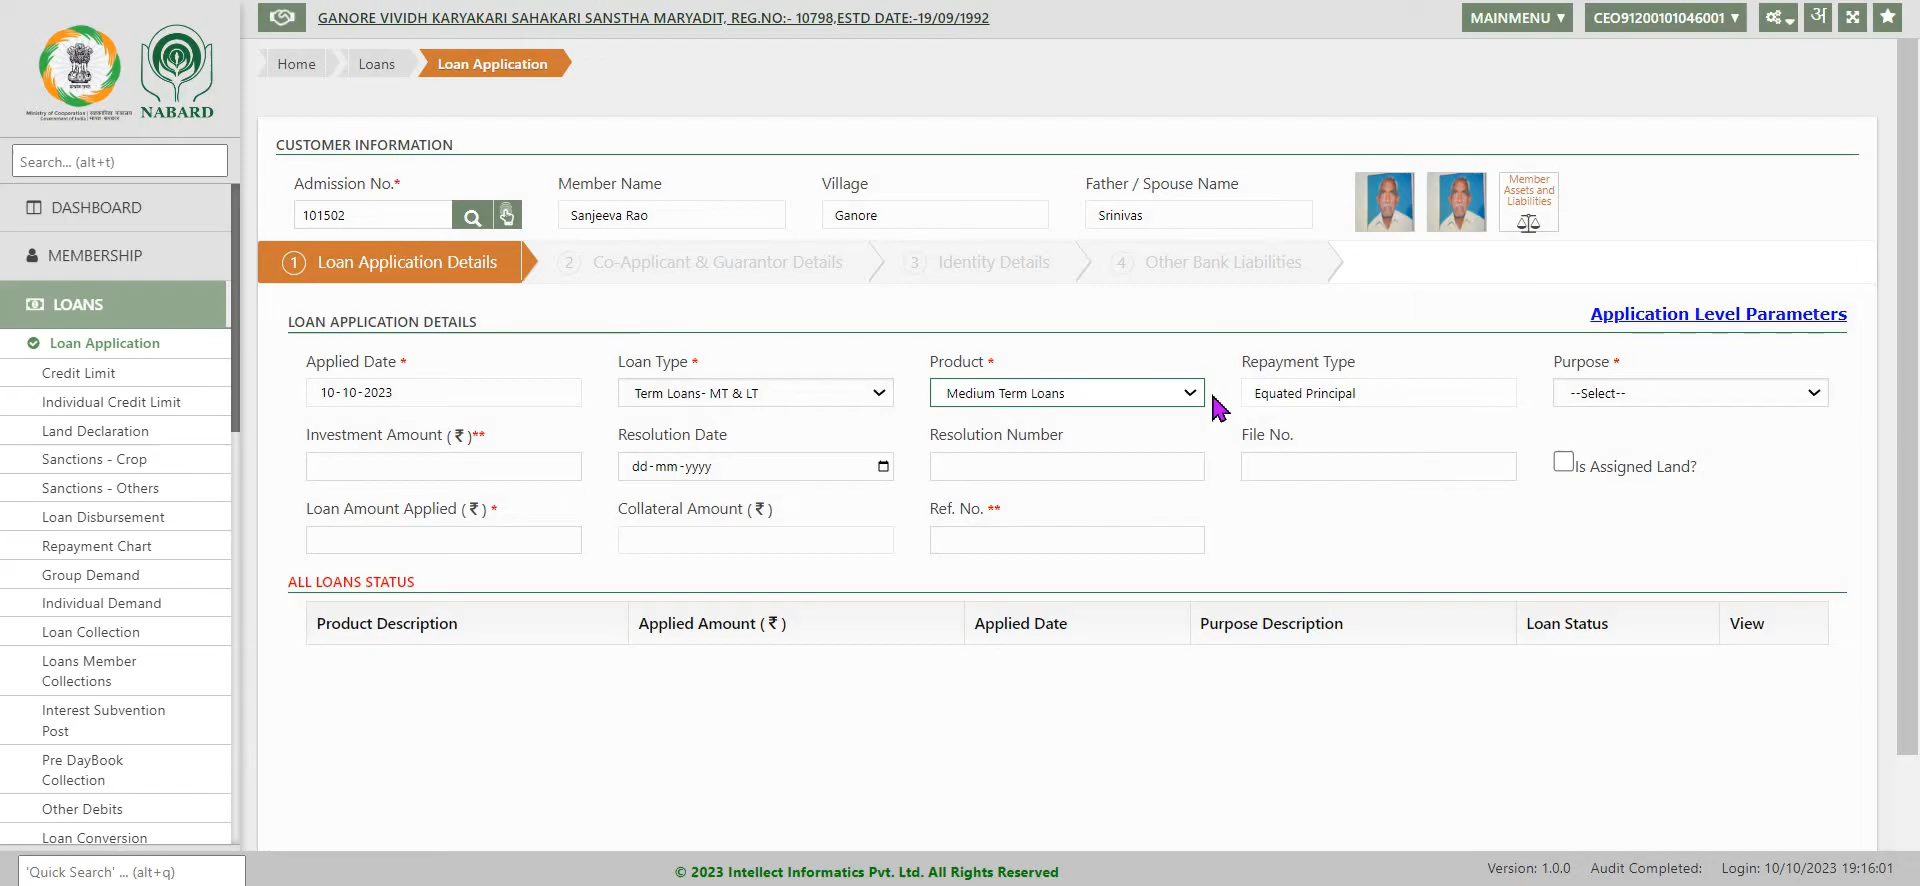 GANORE VIVIDH KARYAKARI SAHAKARI SANSTHA MARYADIT, REG.NO:- 10798,ESTD DATE:-19/09/1992
MAINMENU ▾
CEO91200101046001 ▾
अ
NABARD
Search... (alt+t)
DASHBOARD
MEMBERSHIP
LOANS
Loan Application
Credit Limit
Individual Credit Limit
Land Declaration
Sanctions - Crop
Sanctions - Others
Loan Disbursement
Repayment Chart
Group Demand
Individual Demand
Loan Collection
Loans Member
Collections
Interest Subvention
Post
Pre DayBook
Collection
Other Debits
Loan Conversion
'Quick Search' ... (alt+q)
Home
Loans
Loan Application
CUSTOMER INFORMATION
Admission No.*
Member Name
Village
Father / Spouse Name
101502
Sanjeeva Rao
Ganore
Srinivas
Member
Assets and
Liabilities
1 Loan Application Details
2 Co-Applicant & Guarantor Details
3 Identity Details
4 Other Bank Liabilities
LOAN APPLICATION DETAILS
Application Level Parameters
Applied Date *
Loan Type *
Product *
Repayment Type
Purpose *
10-10-2023
Term Loans- MT & LT
Medium Term Loans
Equated Principal
--Select--
Investment Amount (₹)**
Resolution Date
Resolution Number
File No.
dd-mm-yyyy
Is Assigned Land?
Loan Amount Applied (₹) *
Collateral Amount (₹)
Ref. No. **
ALL LOANS STATUS
Product Description
Applied Amount (₹)
Applied Date
Purpose Description
Loan Status
View
© 2023 Intellect Informatics Pvt. Ltd. All Rights Reserved
Version: 1.0.0
Audit Completed:
Login: 10/10/2023 19:16:01